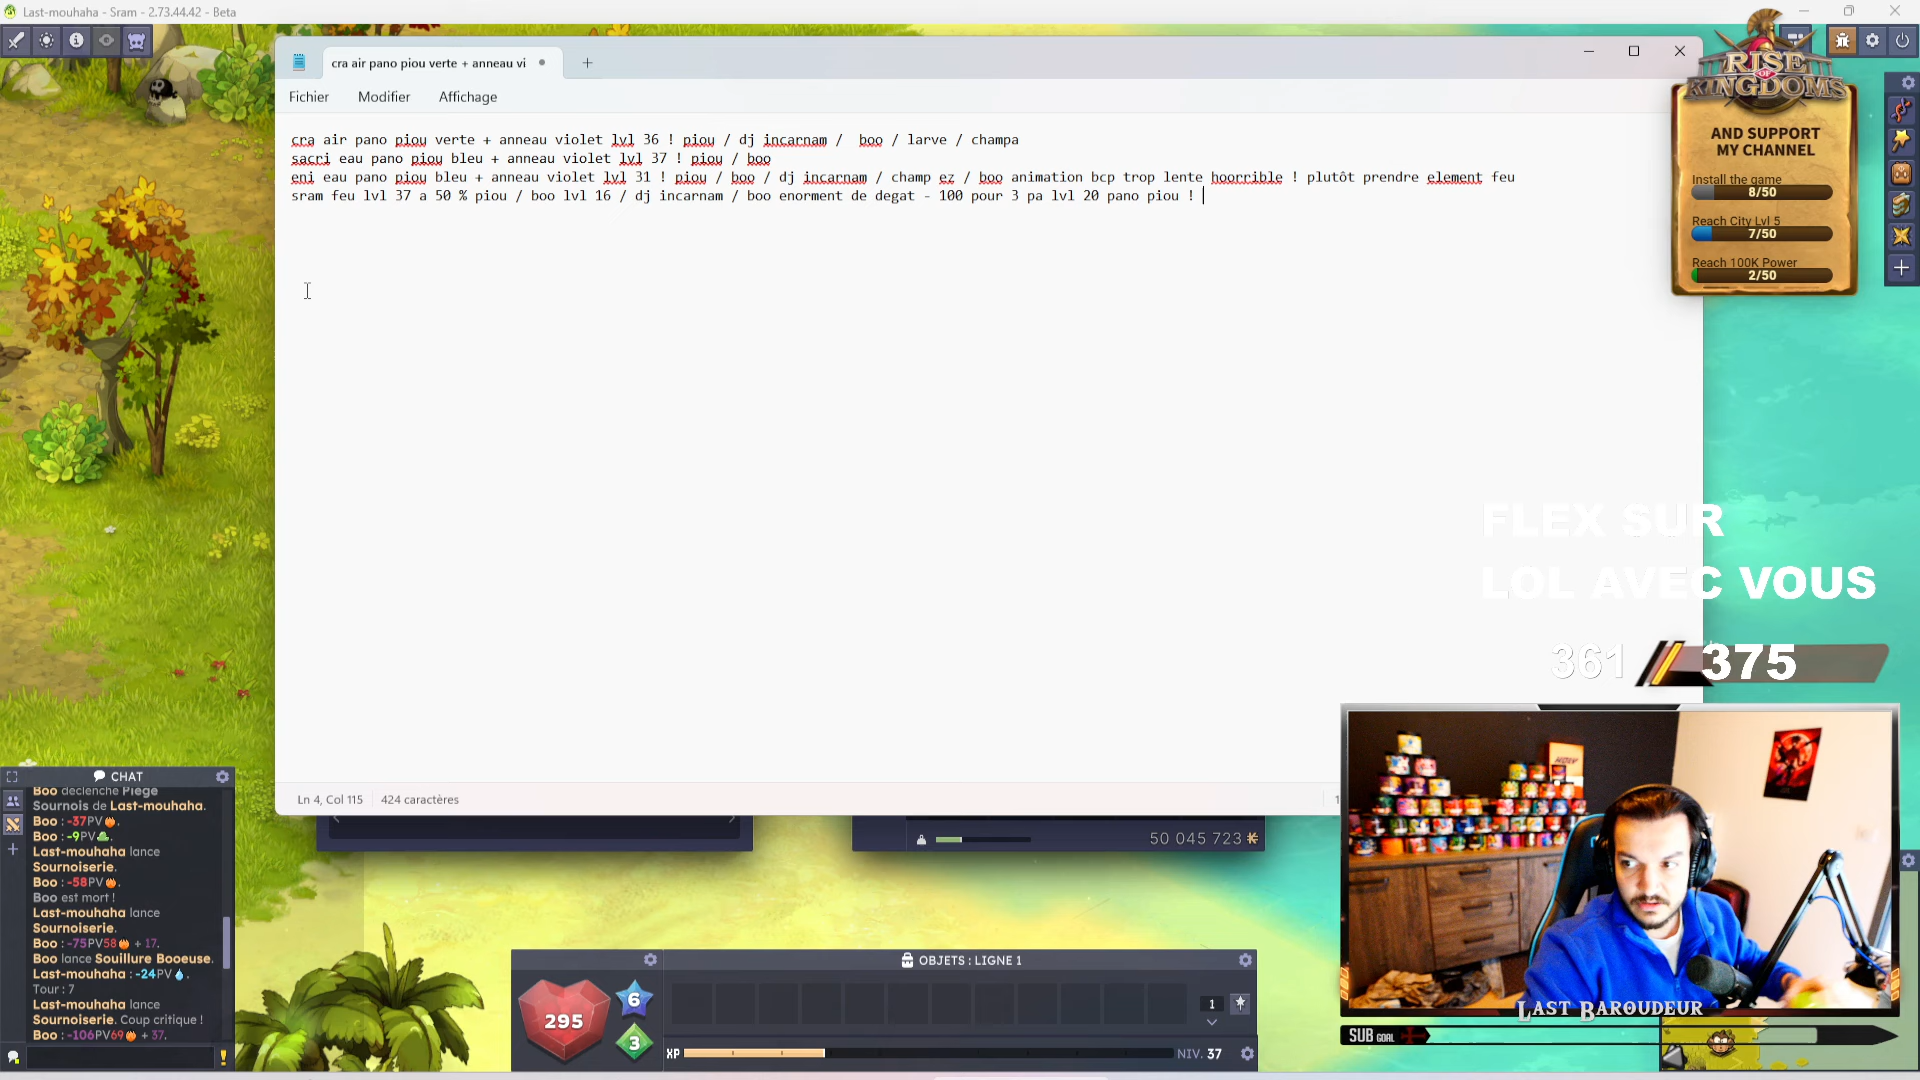 Last-mouhaha - Sram - 2.73.44.42 - Beta
cra air pano piou verte + anneau vi
Fichier Modifier Affichage
cra air pano piou verte + anneau violet lvl 36 ! piou / dj incarnam / boo / larve / champa
sacri eau pano piou bleu + anneau violet lvl 37 ! piou / boo
eni eau pano piou bleu + anneau violet lvl 31 ! piou / boo / dj incarnam / champ ez / boo animation bcp trop lente hoorrible ! plutôt prendre element feu
sram feu lvl 37 a 50 % piou / boo lvl 16 / dj incarnam / boo enorment de degat - 100 pour 3 pa lvl 20 pano piou !
Ln 4, Col 115 424 caractères
RISE
OF
KINGDOMS
AND SUPPORT
MY CHANNEL
Install the game
8/50
Reach City Lvl 5
7/50
Reach 100K Power
2/50
FLEX SUR
LOL AVEC VOUS
361 375
CHAT
Boo déclenche Piège
Sournois de Last-mouhaha.
Boo : -37PV.
Boo : -9PV.
Last-mouhaha lance
Sournoiserie.
Boo : -58PV.
Boo est mort !
Last-mouhaha lance
Sournoiserie.
Boo : -75PV58 + 17.
Boo lance Souillure Booeuse.
Last-mouhaha : -24PV.
Tour : 7
Last-mouhaha lance
Sournoiserie. Coup critique !
Boo : -106PV69 + 37.
50 045 723
OBJETS : LIGNE 1
295
6
3
1
XP
NIV. 37
LAST BAROUDEUR
SUB GOAL